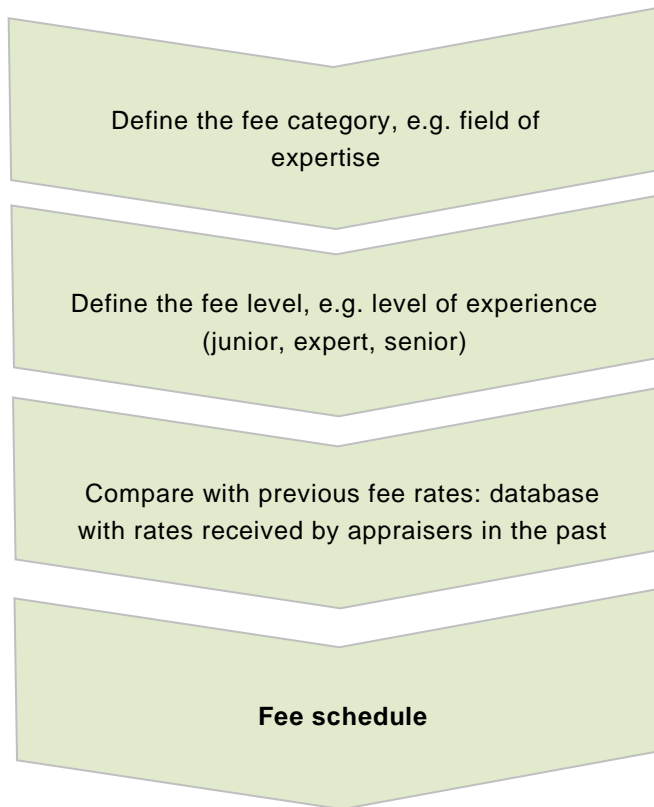 Define the fee category, e.g. field of
expertise
Define the fee level, e.g. level of experience
(junior, expert, senior)
Compare with previous fee rates: database
with rates received by appraisers in the past
Fee schedule